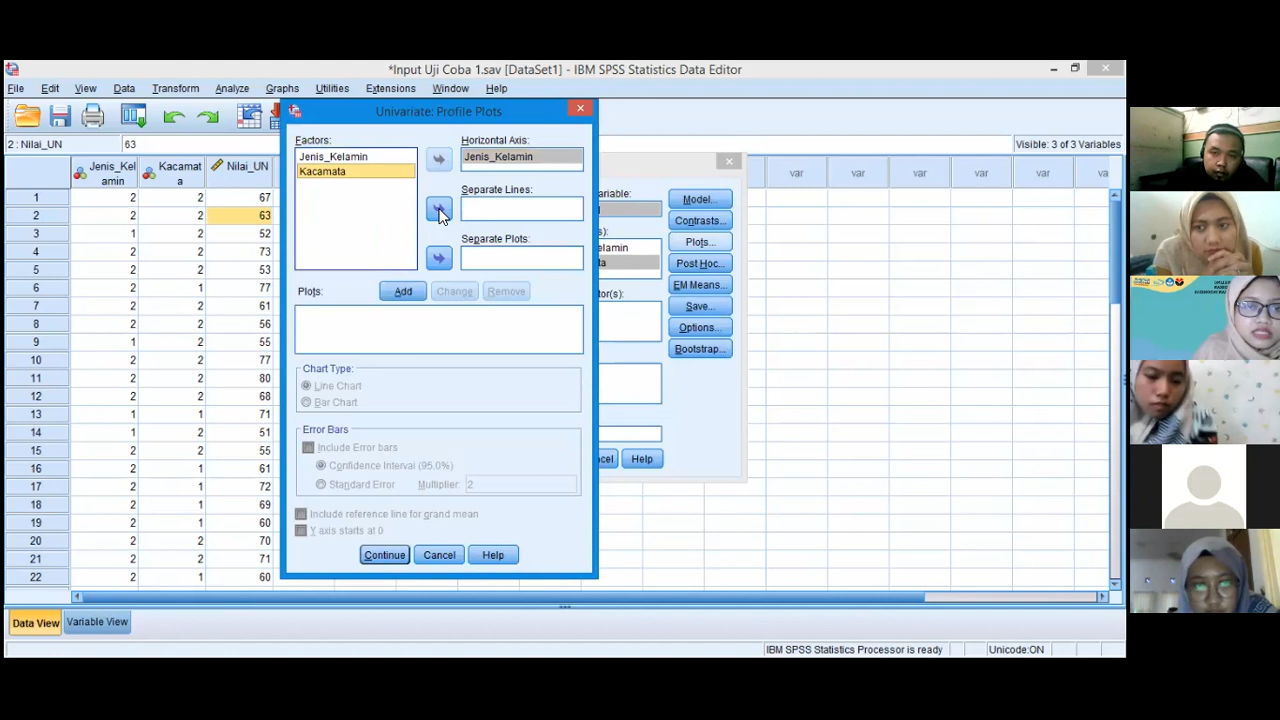 *Input Uji Coba 1.sav [DataSet1] - IBM SPSS Statistics Data Editor
File Edit View Data Transform Analyze Graphs Utilities Extensions Window Help
2 : Nilai_UN 63 Visible: 3 of 3 Variables
Jenis_Kelamin Kacamata Nilai_UN var var var var var
1 2 2 67
2 2 2 63
3 1 2 52
4 2 2 73
5 2 2 53
6 2 1 77
7 2 2 61
8 2 2 56
9 1 2 55
10 2 2 77
11 2 2 80
12 2 2 68
13 1 1 71
14 1 2 51
15 2 2 55
16 2 1 61
17 2 1 72
18 2 1 69
19 2 1 60
20 2 2 70
21 2 2 71
22 2 1 60
Univariate: Profile Plots
Factors:
Jenis_Kelamin
Kacamata
Horizontal Axis:
Jenis_Kelamin
Separate Lines:
Separate Plots:
Plots: Add Change Remove
Chart Type:
Line Chart
Bar Chart
Error Bars
Include Error bars
Confidence Interval (95.0%)
Standard Error Multiplier: 2
Include reference line for grand mean
Y axis starts at 0
Continue Cancel Help
ariable:
s):
elamin
ta
tor(s):
cel Help
Model...
Contrasts...
Plots...
Post Hoc...
EM Means...
Save...
Options...
Bootstrap...
Data View Variable View
IBM SPSS Statistics Processor is ready Unicode:ON